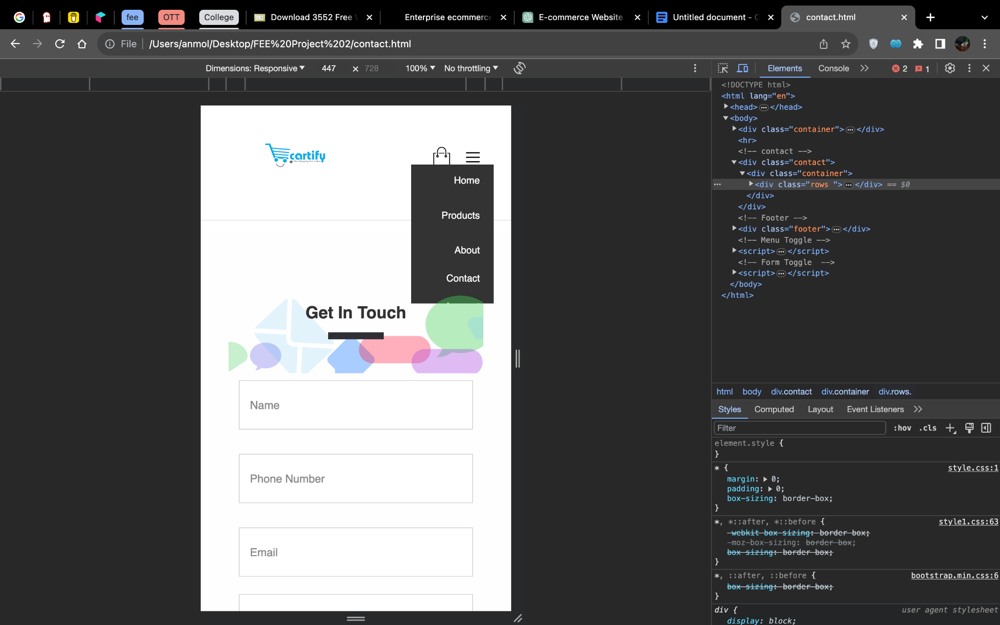 fee
OTT
College
Download 3552 Free
Enterprise ecommerce
E-commerce Website
Untitled document - G
contact.html
File
/Users/anmol/Desktop/FEE%20Project%202/contact.html
Dimensions: Responsive
447
728
100%
No throttling
Elements
Console
2
1
<!DOCTYPE html>
<html lang="en">
<head>…</head>
<body>
<div class="container">…</div>
<hr>
<!-- contact -->
<div class="contact">
<div class="container">
<div class="rows ">…</div> == $0
</div>
</div>
<!-- Footer -->
<div class="footer">…</div>
<!-- Menu Toggle -->
<script>…</script>
<!-- Form Toggle  -->
<script>…</script>
</body>
</html>
cartify
Home
Products
About
Contact
Get In Touch
Name
Phone Number
Email
html
body
div.contact
div.container
div.rows.
Styles
Computed
Layout
Event Listeners
Filter
:hov
.cls
element.style {
}
* {
style.css:1
margin: 0;
padding: 0;
box-sizing: border-box;
}
*, *::after, *::before {
style1.css:63
-webkit-box-sizing: border-box;
-moz-box-sizing: border-box;
box-sizing: border-box;
}
*, ::after, ::before {
bootstrap.min.css:6
box-sizing: border-box;
}
div {
user agent stylesheet
display: block;